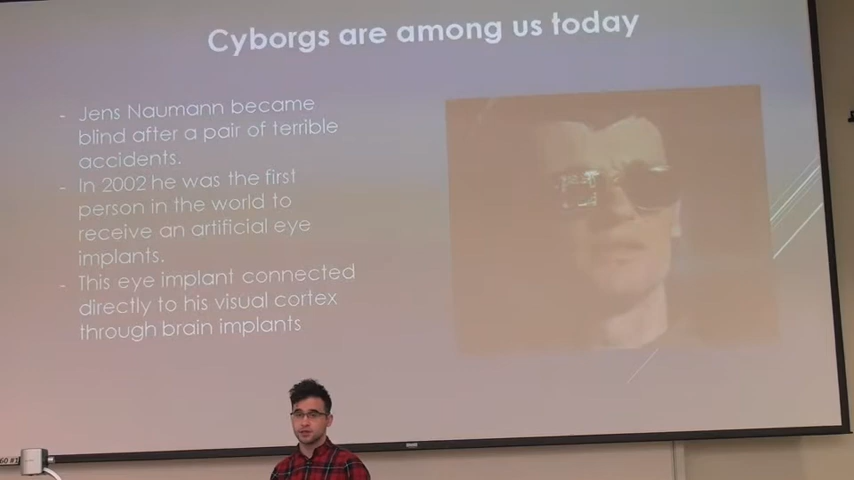 Cyborgs are among us today
- Jens Naumann became
blind after a pair of terrible
accidents.
- In 2002 he was the first
person in the world to
receive an artificial eye
implants.
- This eye implant connected
directly to his visual cortex
through brain implants